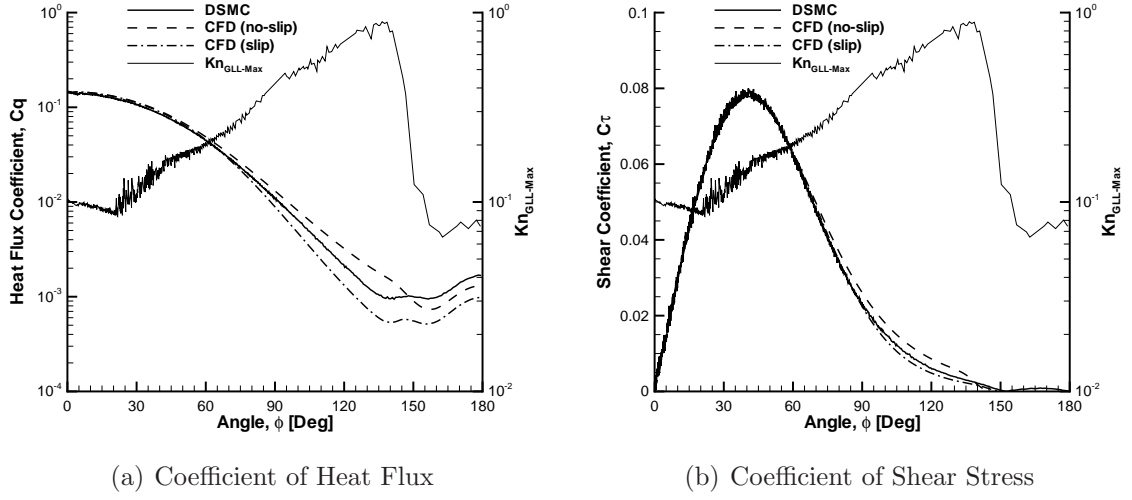 DSMC
CFD (no-slip)
CFD (slip)
Kn_GLL-Max
Heat Flux Coefficient, Cq
10^0
10^-1
10^-2
10^-3
10^-4
10^0
10^-1
10^-2
Kn_GLL-Max
0 30 60 90 120 150 180
Angle, ϕ [Deg]
(a) Coefficient of Heat Flux
DSMC
CFD (no-slip)
CFD (slip)
Kn_GLL-Max
Shear Coefficient, Cτ
0.1
0.08
0.06
0.04
0.02
0
10^0
10^-1
10^-2
Kn_GLL-Max
0 30 60 90 120 150 180
Angle, ϕ [Deg]
(b) Coefficient of Shear Stress